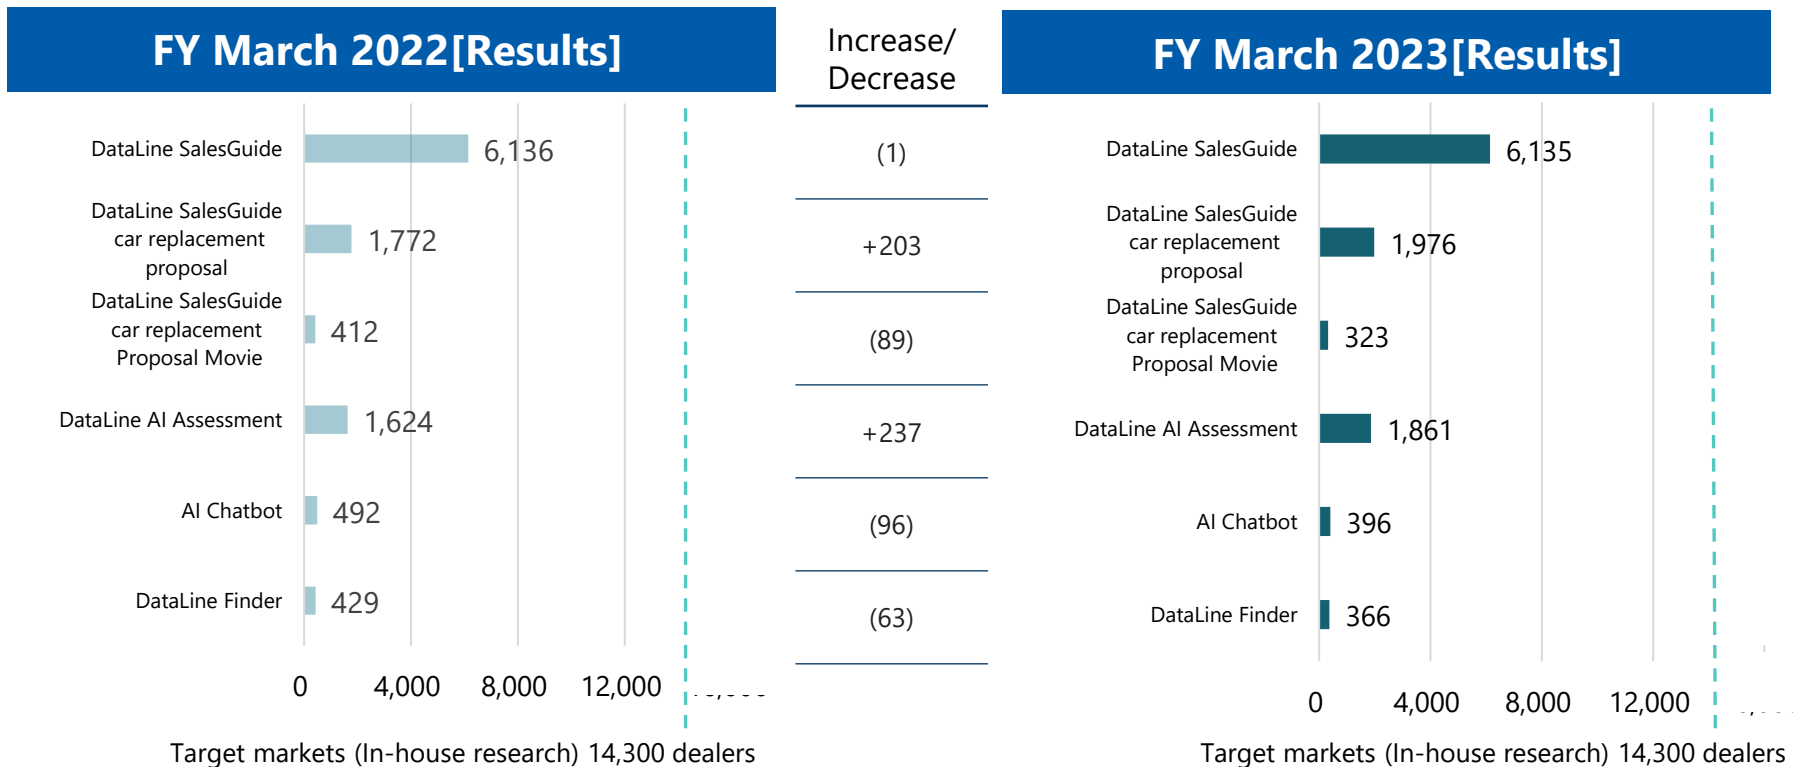 FY March 2022[Results]
DataLine SalesGuide
6,136
DataLine SalesGuide
car replacement
proposal
1,772
DataLine SalesGuide
car replacement
Proposal Movie
412
DataLine AI Assessment
1,624
AI Chatbot
492
DataLine Finder
429
0 4,000 8,000 12,000
Target markets (In-house research) 14,300 dealers
Increase/
Decrease
(1)
+203
(89)
+237
(96)
(63)
FY March 2023[Results]
DataLine SalesGuide
6,135
DataLine SalesGuide
car replacement
proposal
1,976
DataLine SalesGuide
car replacement
Proposal Movie
323
DataLine AI Assessment
1,861
AI Chatbot
396
DataLine Finder
366
0 4,000 8,000 12,000
Target markets (In-house research) 14,300 dealers